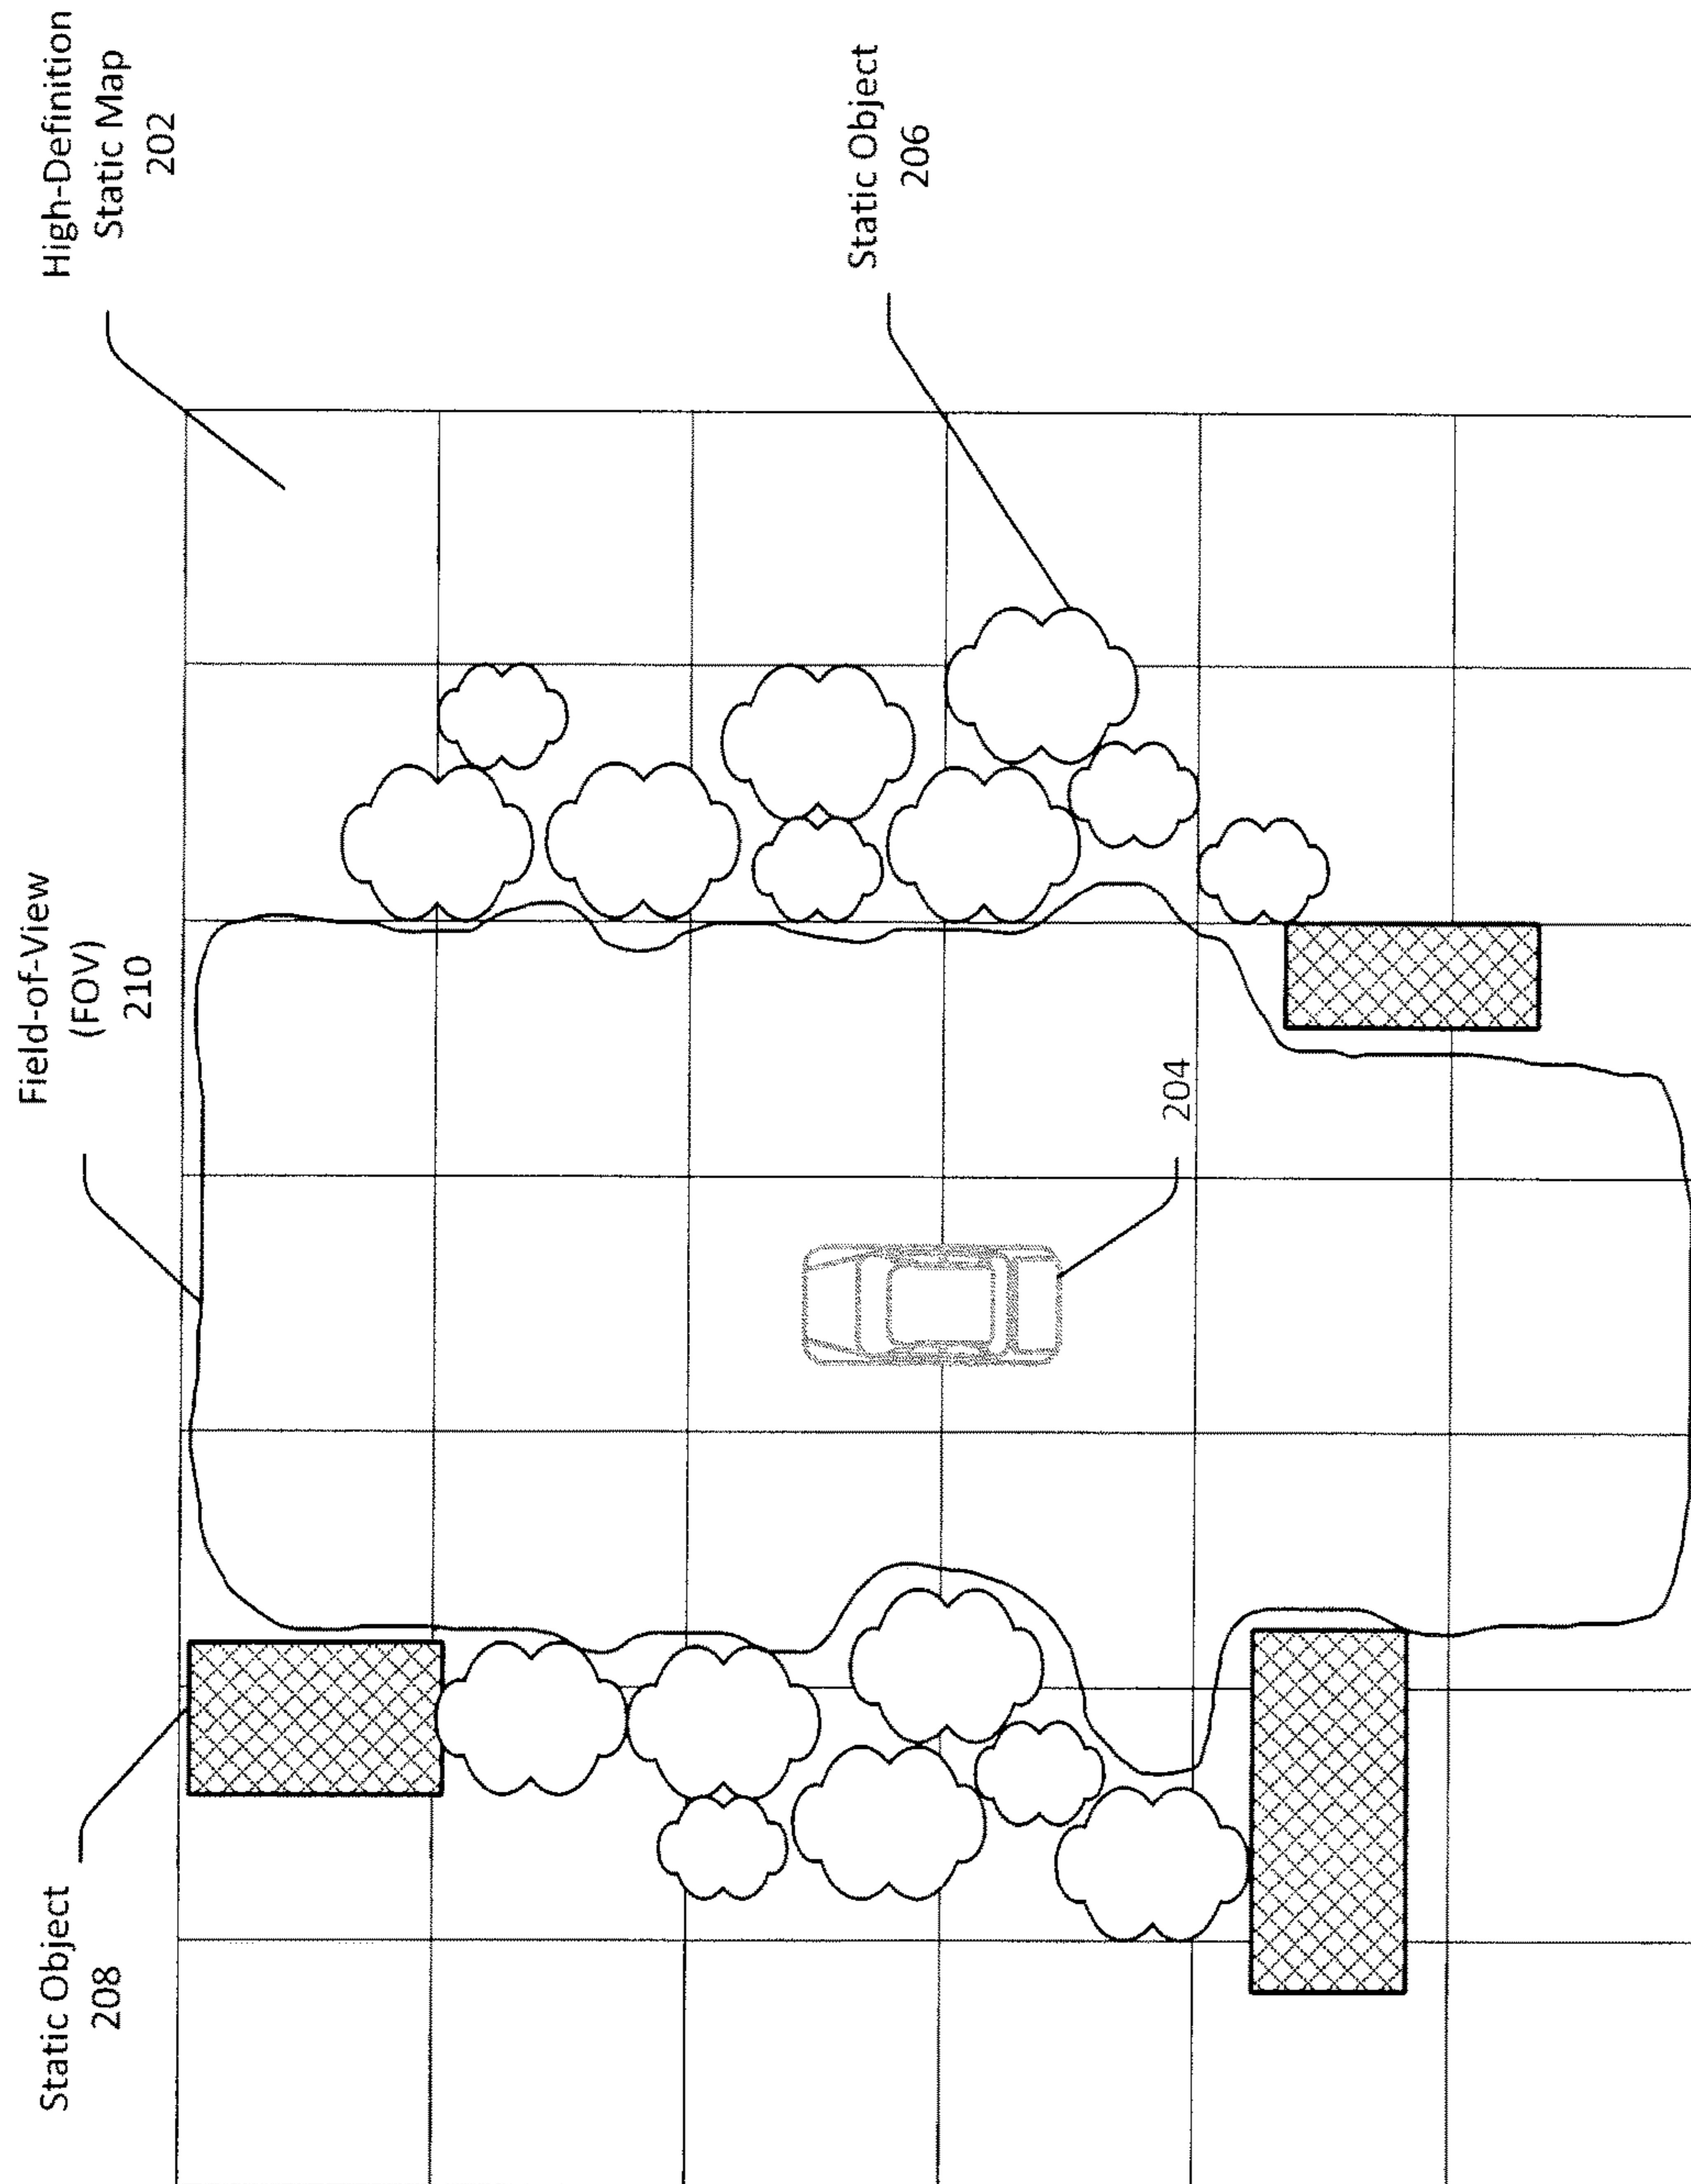 Static Object
208
Field-of-View
(FOV)
210
High-Definition
Static Map
202
Static Object
206
204